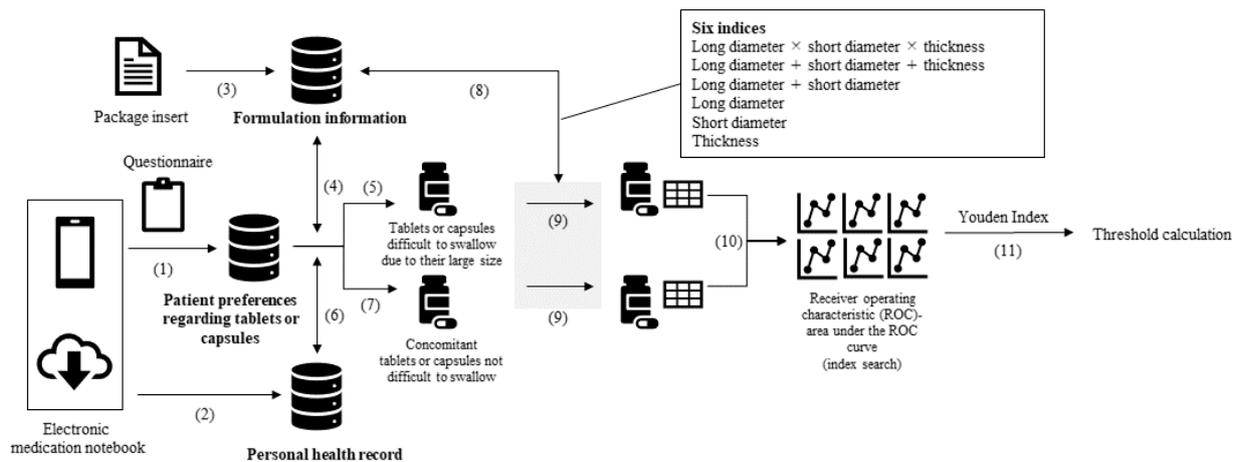 Six indices
Long diameter × short diameter × thickness
Long diameter + short diameter + thickness
Long diameter + short diameter
Long diameter
Short diameter
Thickness
(3)
(8)
Package insert
Formulation information
Questionnaire
(4)
(5)
(9)
(1)
Tablets or capsules
difficult to swallow
due to their large size
(10)
Youden Index
(11)
Threshold calculation
Patient preferences
regarding tablets or
capsules
(6)
(7)
(9)
Concomitant
tablets or capsules not
difficult to swallow
Receiver operating
characteristic (ROC)-
area under the ROC
curve
(index search)
(2)
Electronic
medication notebook
Personal health record